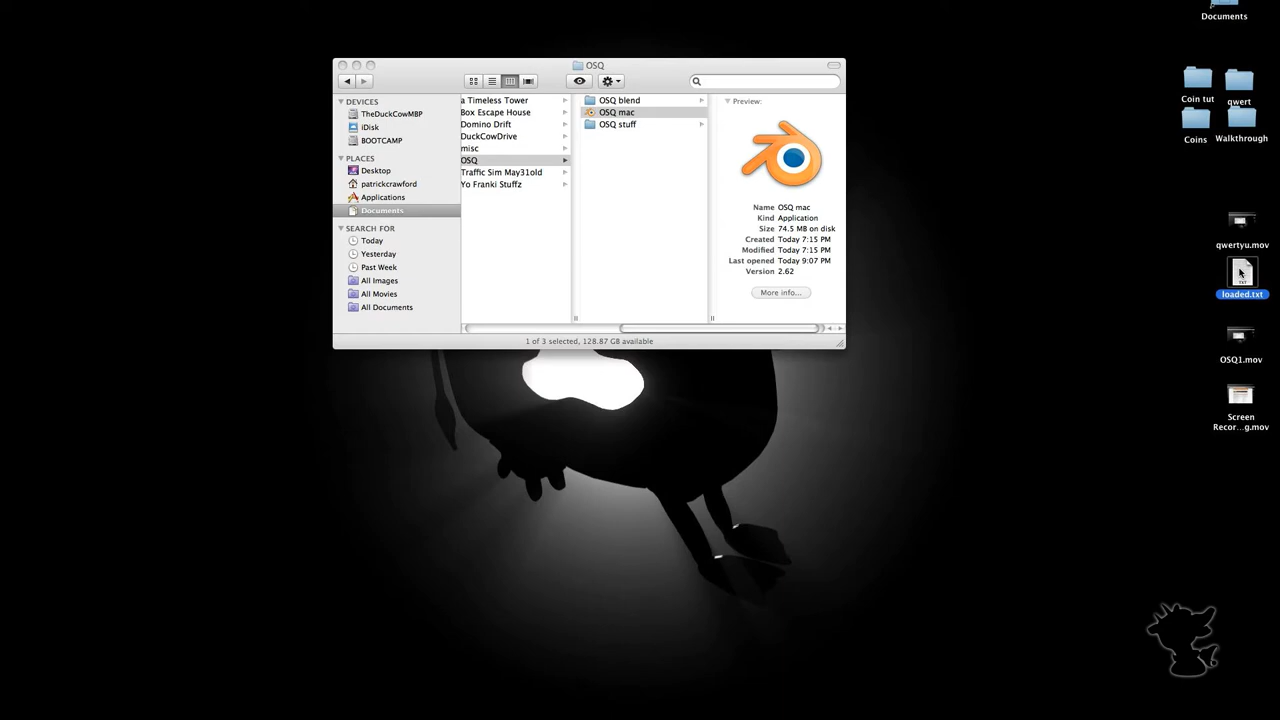 OSQ
DEVICES
TheDuckCowMBP
iDisk
BOOTCAMP
PLACES
Desktop
patrickcrawford
Applications
Documents
SEARCH FOR
Today
Yesterday
Past Week
All Images
All Movies
All Documents
a Timeless Tower
Box Escape House
Domino Drift
DuckCowDrive
misc
OSQ
Traffic Sim May31old
Yo Franki Stuffz
OSQ blend
OSQ mac
OSQ stuff
Preview:
Name OSQ mac
Kind Application
Size 74.5 MB on disk
Created Today 7:15 PM
Modified Today 7:15 PM
Last opened Today 9:07 PM
Version 2.62
More info...
1 of 3 selected, 128.87 GB available
Documents
Coin tut
qwert
Coins
Walkthrough
qwertyu.mov
TXT
loaded.txt
OSQ1.mov
Screen
Recor...g.mov